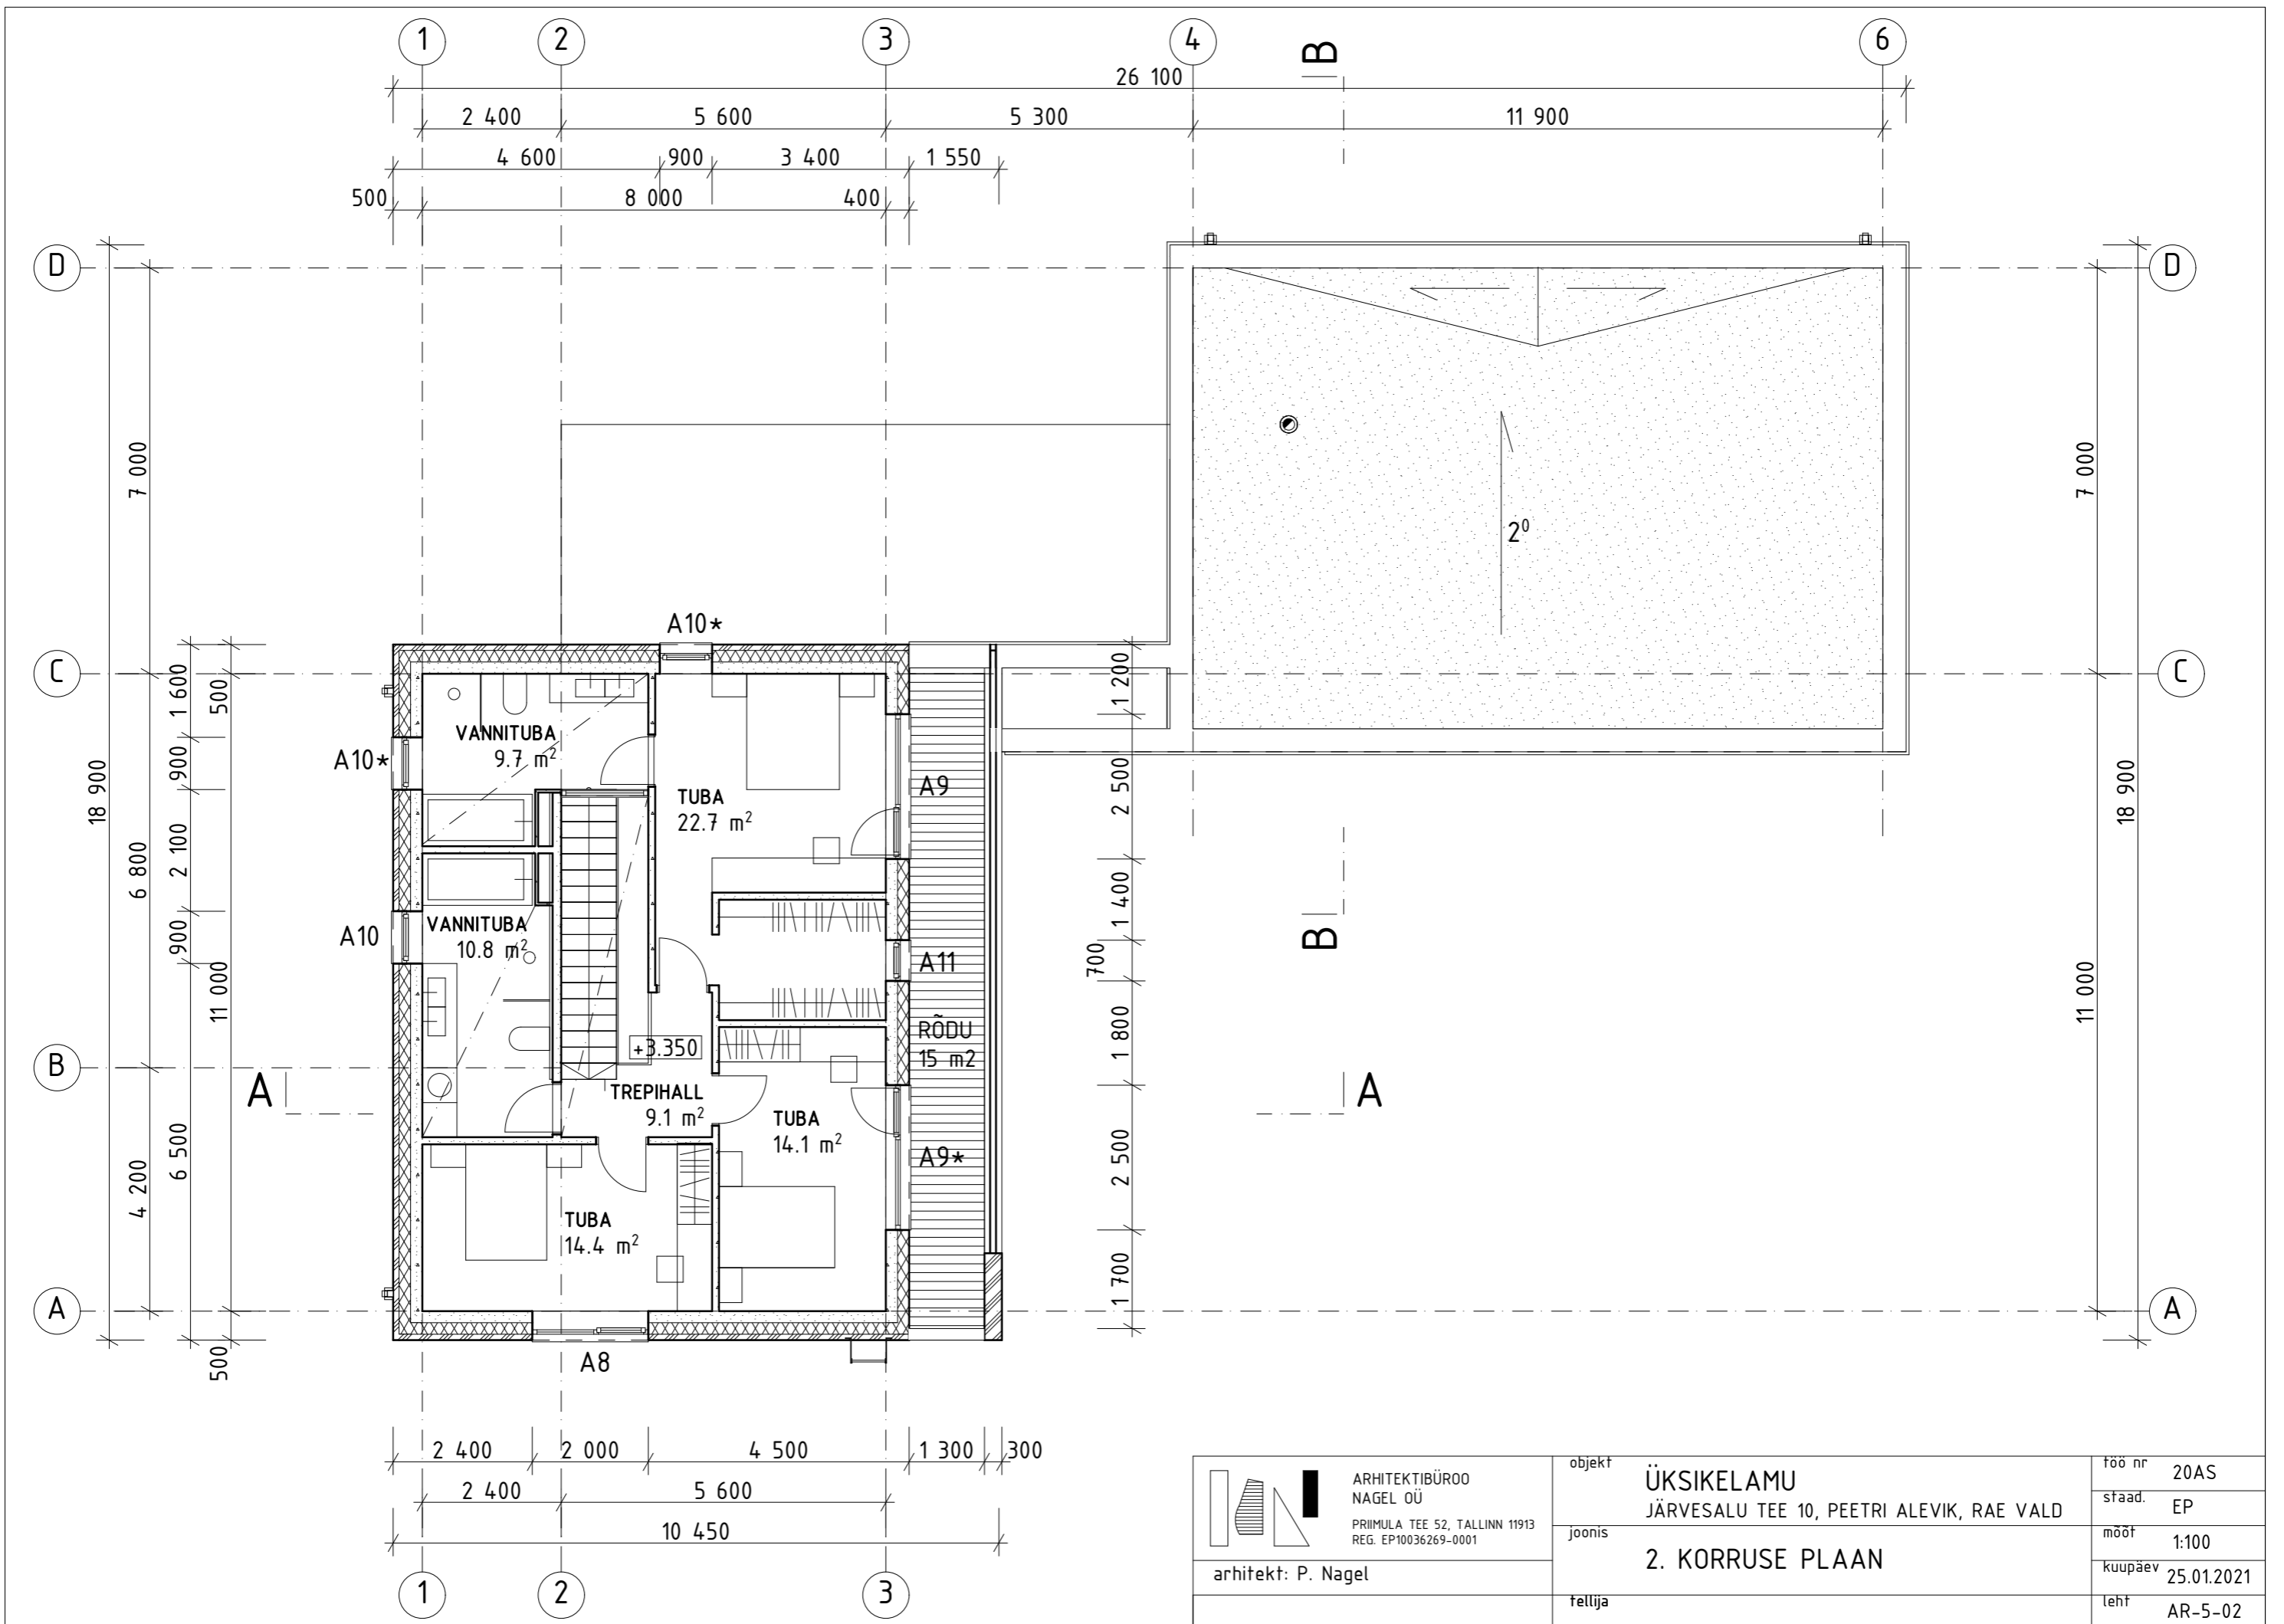 1 2 3 4 6
B
26 100
2 400 5 600 5 300 11 900
4 600 900 3 400 1 550
500 8 000 400
D D
7 000 7 000
2⁰
A10*
C C
1 600 500 1 200
VANNITUBA
9.7 m²
A10* 900 2 500 A9
18 900 18 900
TUBA
22.7 m²
2 100
6 800
1 400
VANNITUBA
10.8 m²
A10 900 B
700 A11
11 000 11 000
RÕDU
15 m2
1 800
+3.350
B
A A
TREPIHALL
9.1 m²
TUBA
14.1 m²
6 500
4 200
2 500
A9*
TUBA
14.4 m²
1 700
A A
500
A8
2 400 2 000 4 500 1 300 300
2 400 5 600
10 450
1 2 3
ARHITEKTIBÜROO
NAGEL OÜ
PRIIMULA TEE 52, TALLINN 11913
REG. EP10036269-0001
arhitekt: P. Nagel
objekt
ÜKSIKELAMU
JÄRVESALU TEE 10, PEETRI ALEVIK, RAE VALD
joonis
2. KORRUSE PLAAN
tellija
töö nr 20AS
staad. EP
mõõt 1:100
kuupäev 25.01.2021
leht AR-5-02